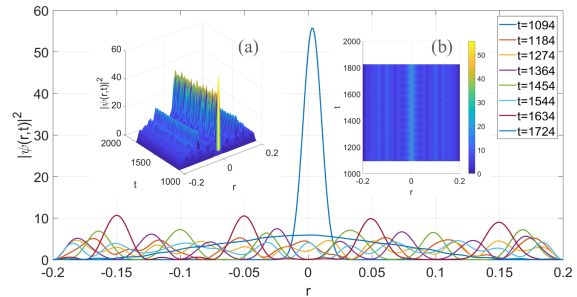 60
50
40
30
20
10
0
|ψ(r,t)|²
-0.2
-0.15
-0.1
-0.05
0
0.05
0.1
0.15
0.2
r
(a)
60
40
20
0
|ψ(r,t)|²
2000
1500
1000
t
-0.2
0
0.2
r
(b)
2000
1800
1600
1400
1200
1000
t
-0.2
0
0.2
r
50
40
30
20
10
0
t=1094
t=1184
t=1274
t=1364
t=1454
t=1544
t=1634
t=1724